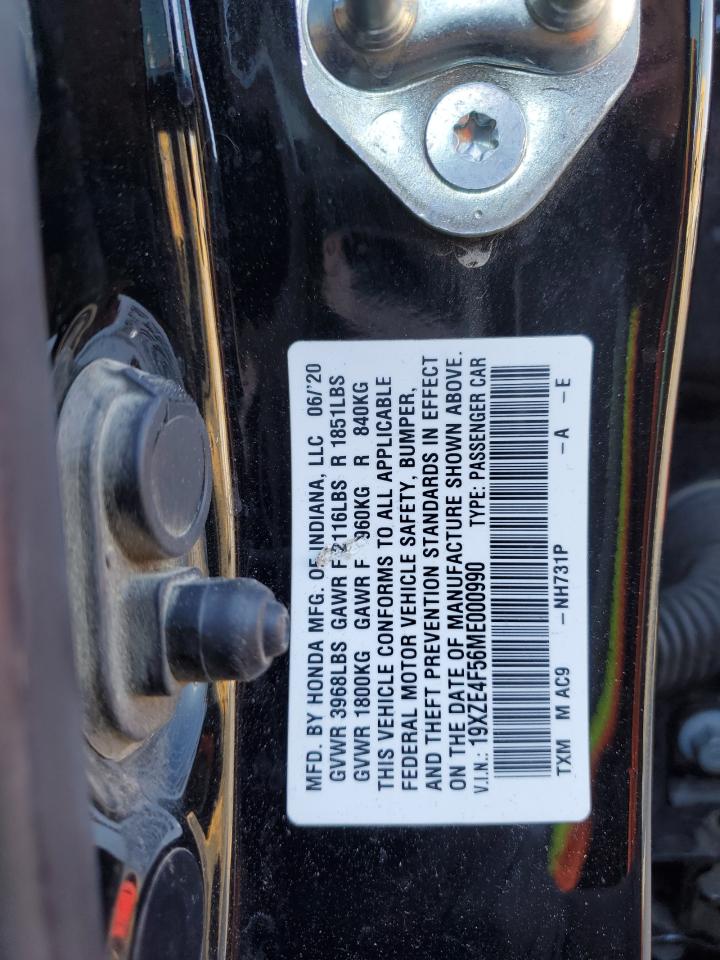 MFD. BY HONDA MFG. OF INDIANA, LLC 06/'20
GVWR 3968LBS GAWR F 2116LBS R 1851LBS
GVWR 1800KG GAWR F 960KG R 840KG
THIS VEHICLE CONFORMS TO ALL APPLICABLE
FEDERAL MOTOR VEHICLE SAFETY, BUMPER,
AND THEFT PREVENTION STANDARDS IN EFFECT
ON THE DATE OF MANUFACTURE SHOWN ABOVE.
V.I.N.: 19XZE4F56ME000990 TYPE: PASSENGER CAR
TXM M AC9 -NH731P -A -E